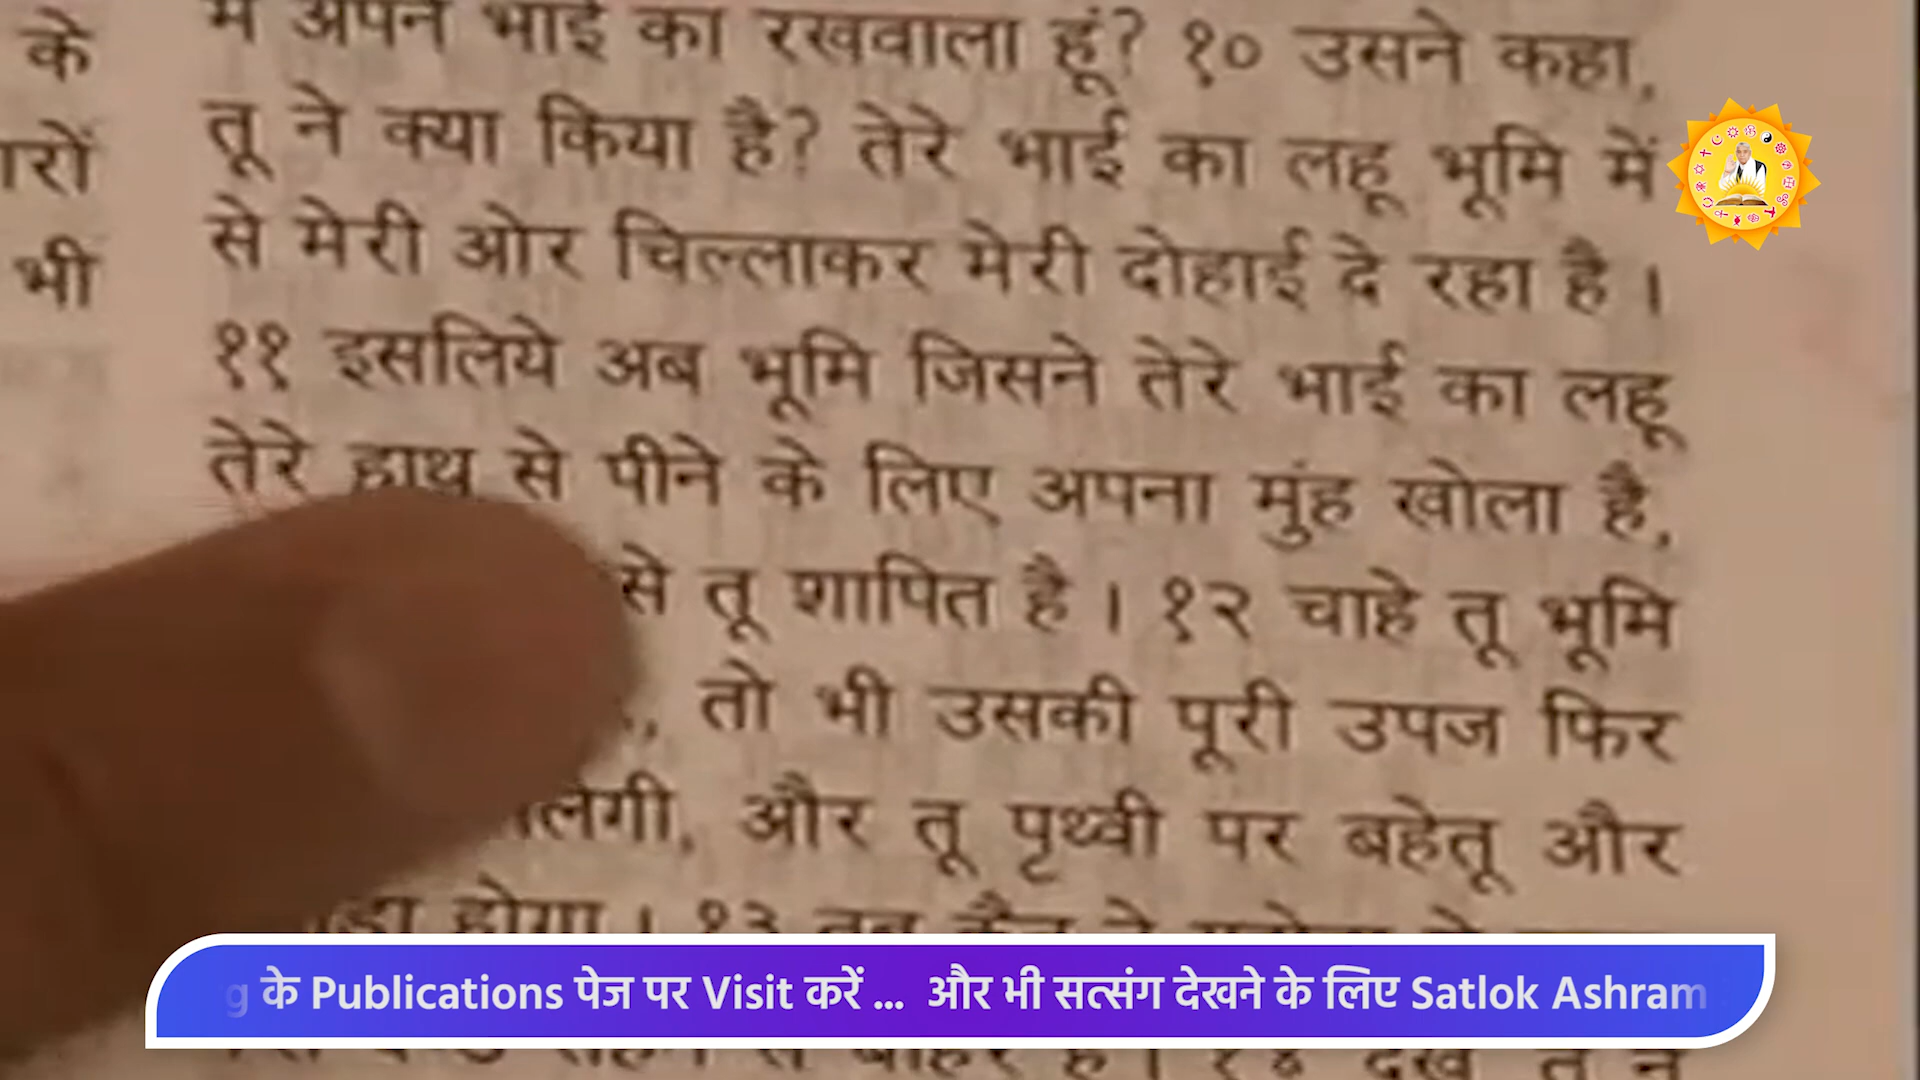 के
ारों
भी
में अपने भाई का रखवाला हूं? १० उसने कहा,
तू ने क्या किया है? तेरे भाई का लहू भूमि में
से मेरी ओर चिल्लाकर मेरी दोहाई दे रहा है ।
११ इसलिये अब भूमि जिसने तेरे भाई का लहू
तेरे हाथ से पीने के लिए अपना मुंह खोला है,
से तू शापित है । १२ चाहे तू भूमि
, तो भी उसकी पूरी उपज फिर
और तू पृथ्वी पर बहेतू और
होगा । १३
के Publications पेज पर Visit करें ... और भी सत्संग देखने के लिए Satlok Ashram